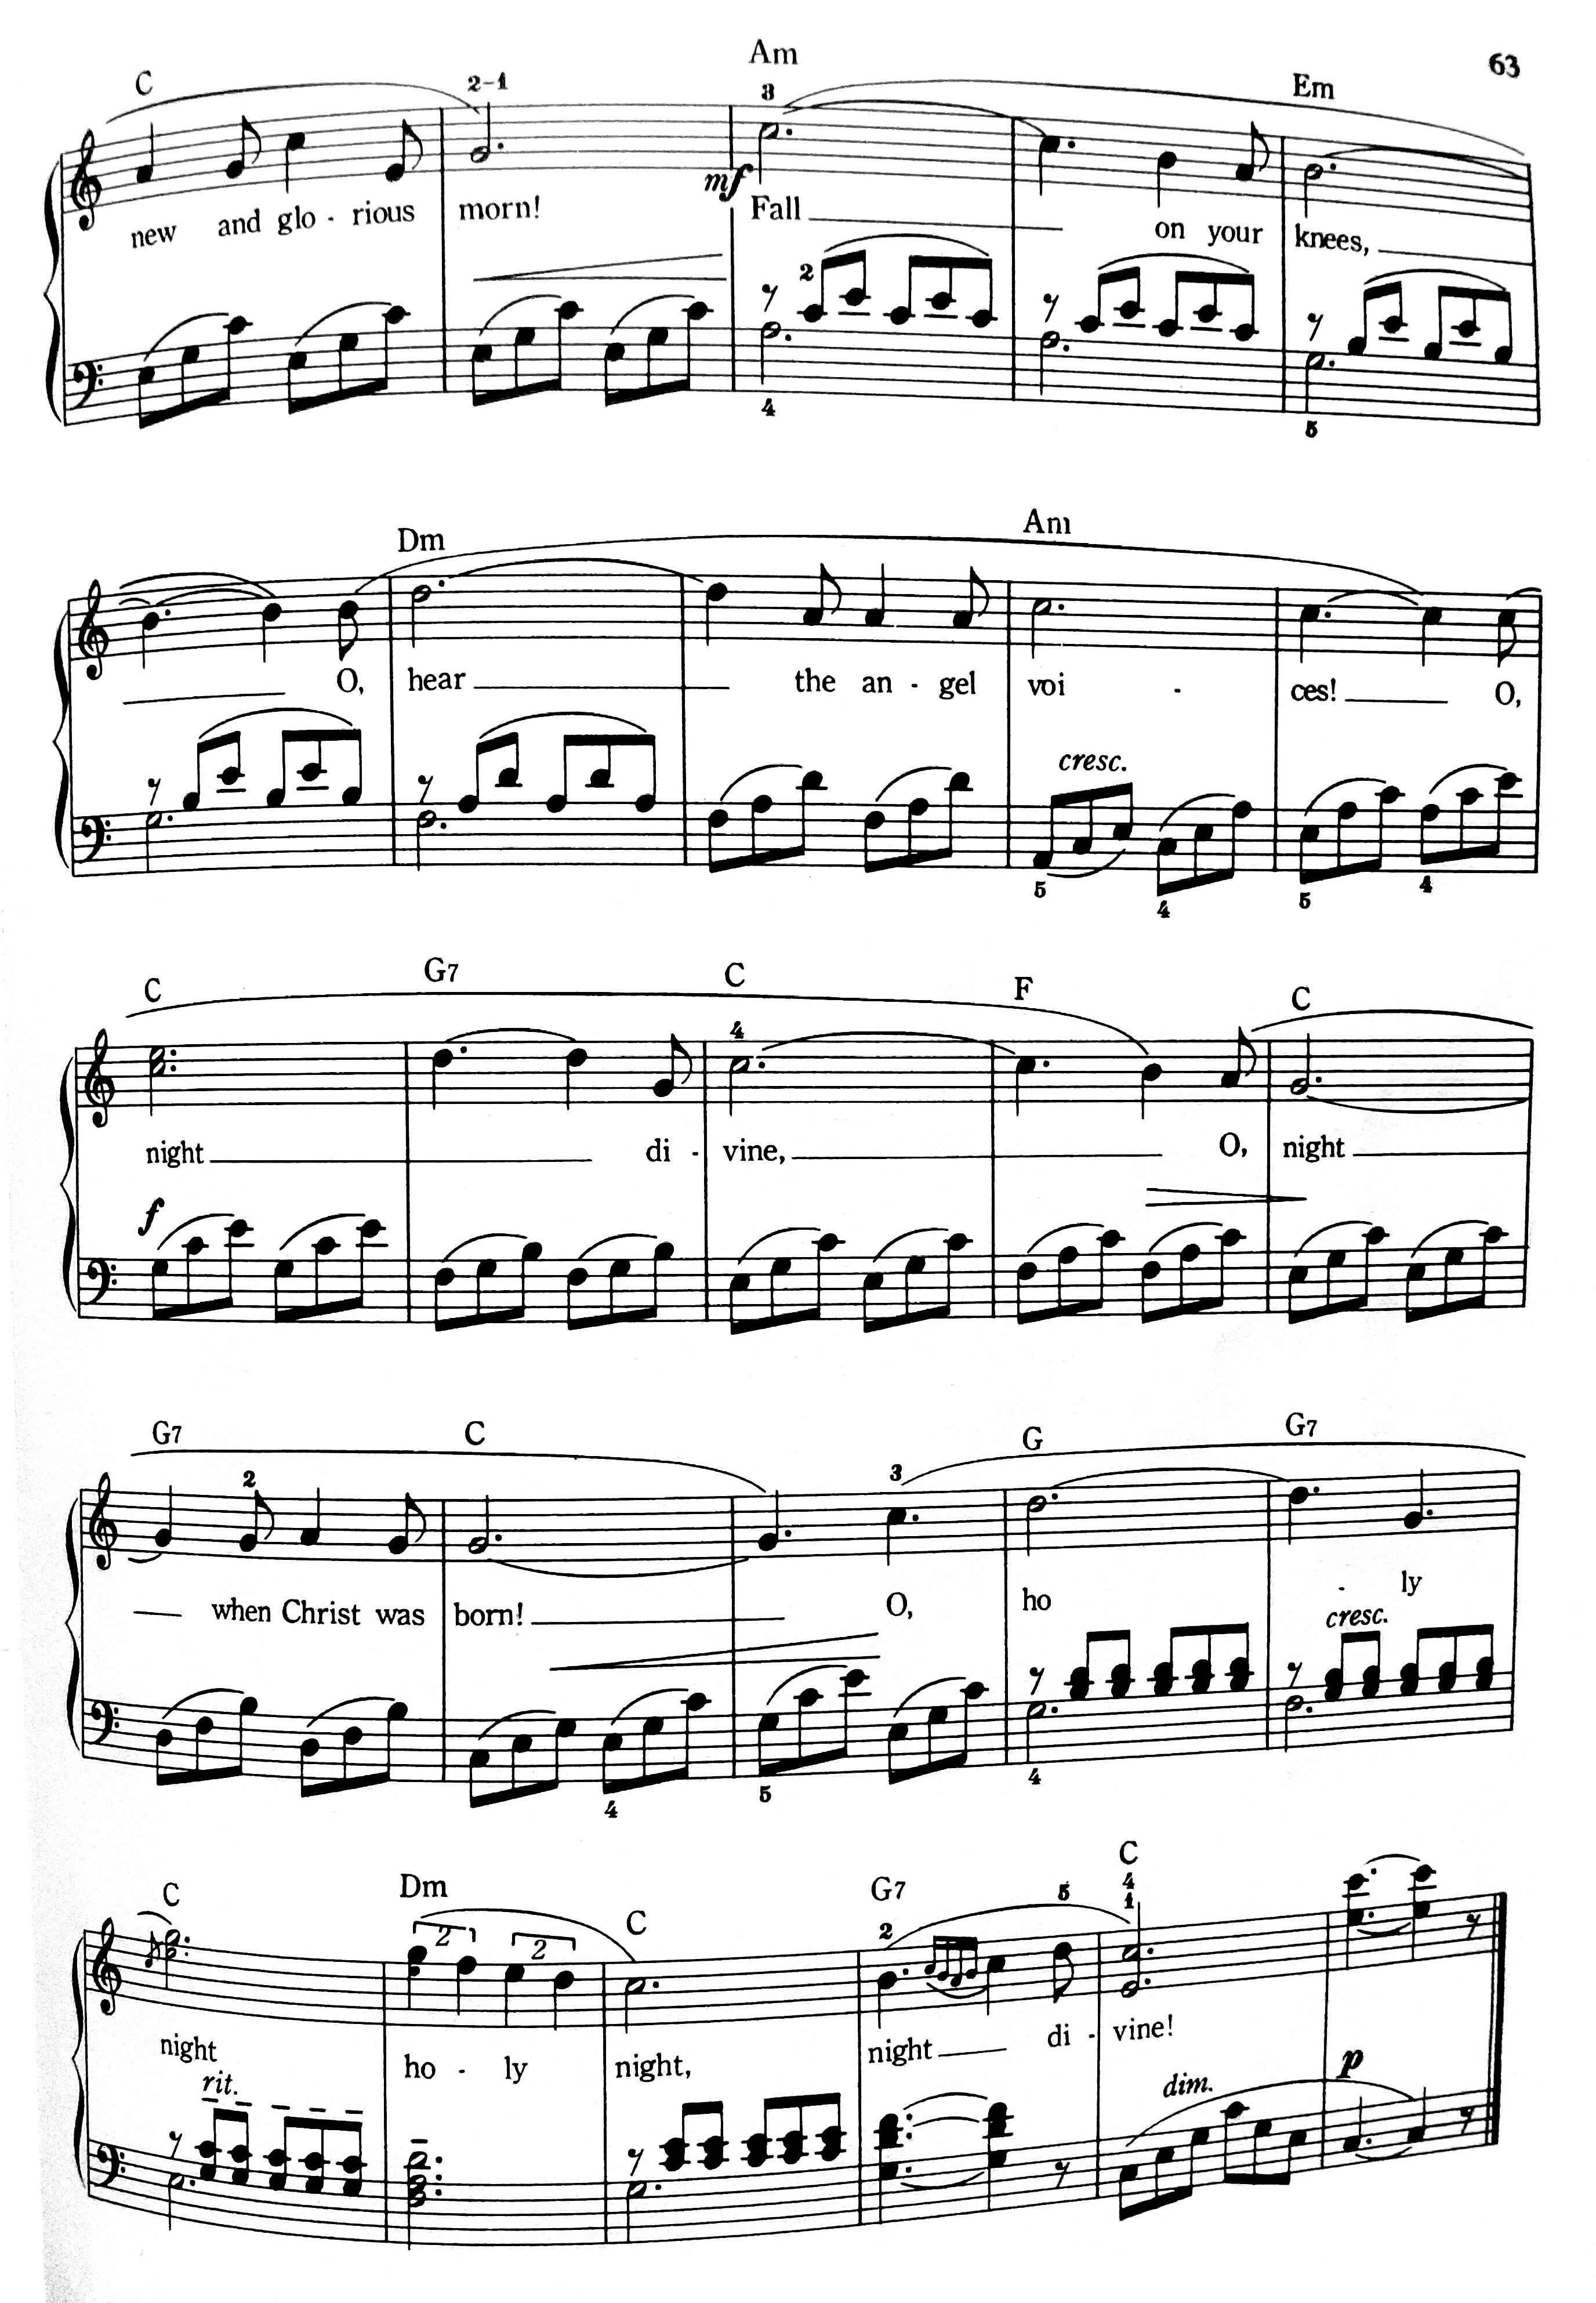 63
C Am Em
2-1 3
mf
new and glo - rious morn! Fall on your knees,
2
4 5
Dm Am
O, hear the an - gel voi - ces! O,
cresc.
5 4 5 4
C G7 C F C
4
night di - vine, O, night
f
G7 C G G7
2 3
when Christ was born! O, ho - ly
cresc.
4 5 4
C Dm C G7 C
2 2 2 5 4 1
night ho - ly night, night di - vine!
rit. dim. p